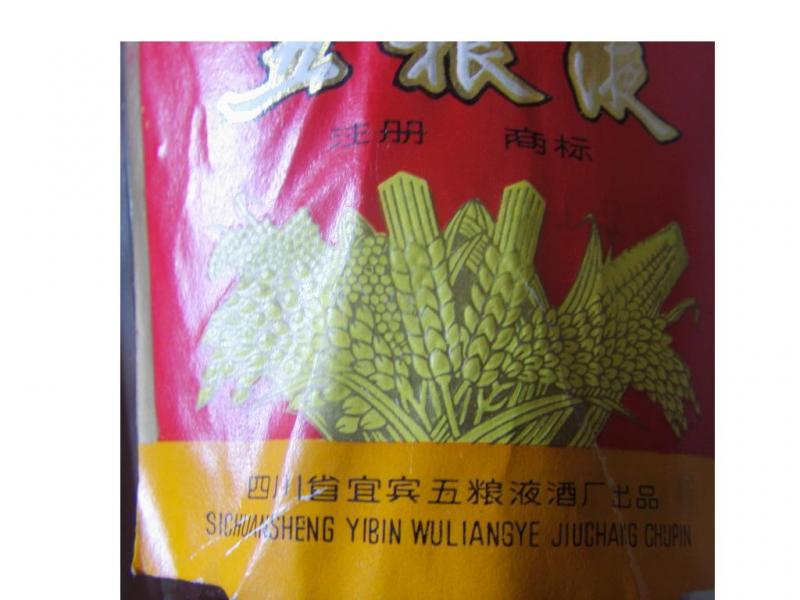 五粮液
注册 商标
四川省宜宾五粮液酒厂出品
SICHUANSHENG YIBIN WULIANGYE JIUCHANG CHUPIN